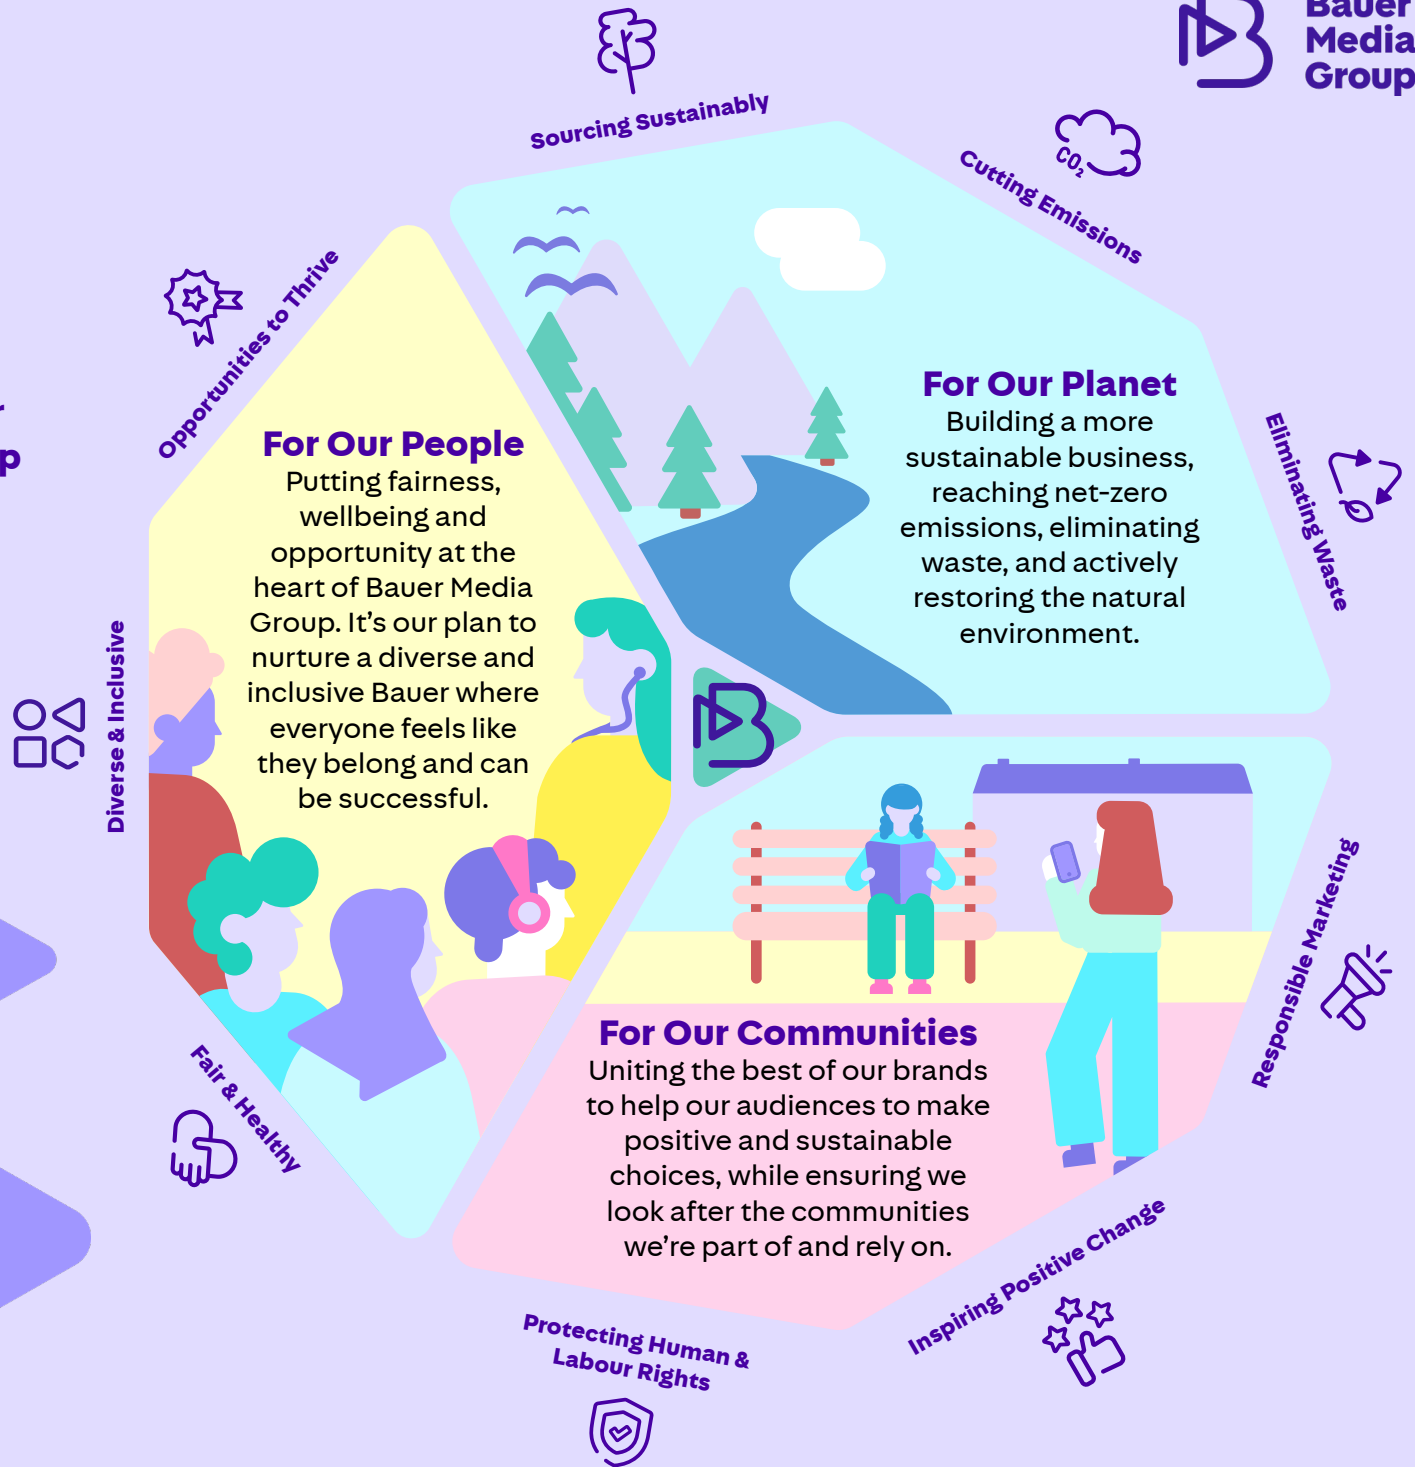 Bauer
Media
Group
Sourcing Sustainably
CO₂
Cutting Emissions
Opportunities to Thrive
For Our Planet
Building a more
sustainable business,
reaching net-zero
emissions, eliminating
waste, and actively
restoring the natural
environment.
Eliminating Waste
For Our People
Putting fairness,
wellbeing and
opportunity at the
heart of Bauer Media
Group. It’s our plan to
nurture a diverse and
inclusive Bauer where
everyone feels like
they belong and can
be successful.
Diverse & Inclusive
B
Responsible Marketing
For Our Communities
Uniting the best of our brands
to help our audiences to make
positive and sustainable
choices, while ensuring we
look after the communities
we’re part of and rely on.
Fair & Healthy
Inspiring Positive Change
Protecting Human &
Labour Rights